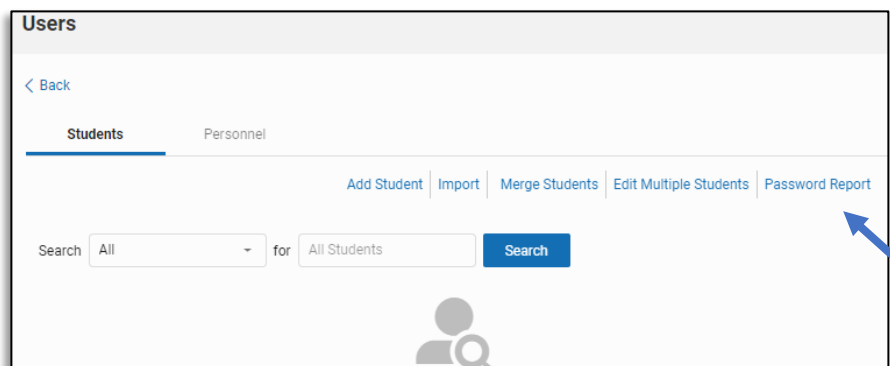 Users
Back
Students Personnel
Add Student Import Merge Students Edit Multiple Students Password Report
Search All for All Students Search